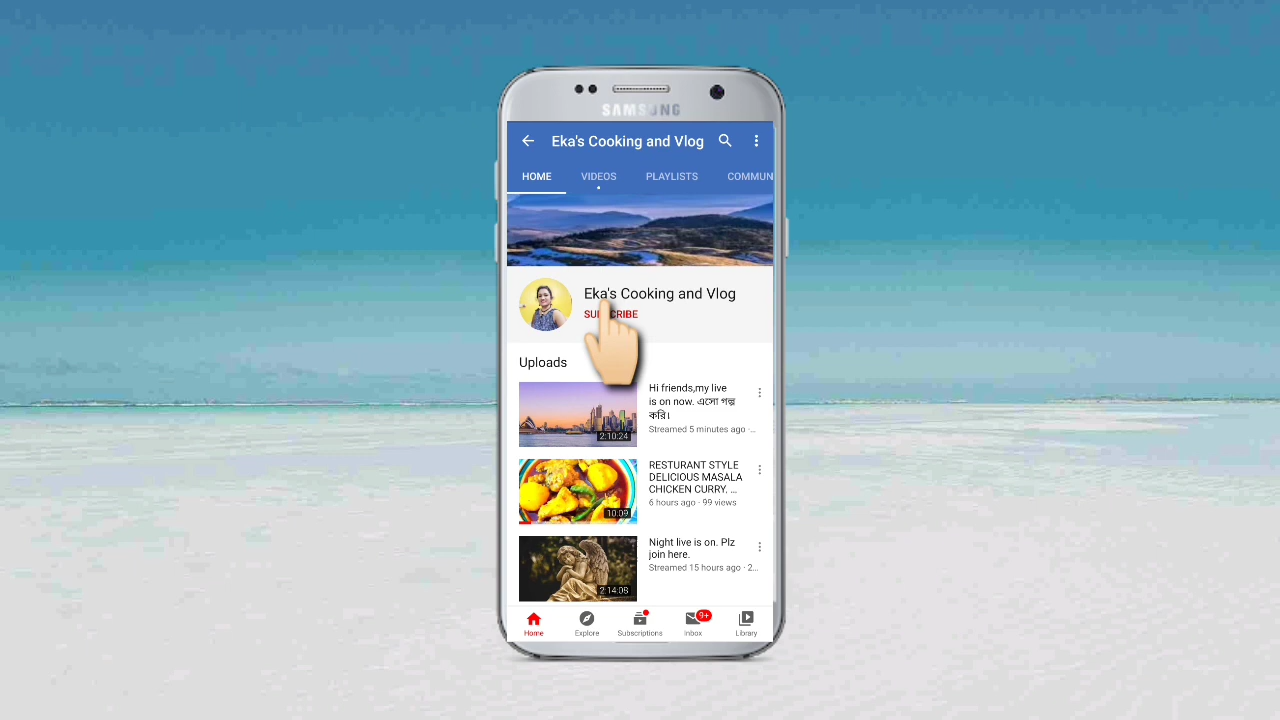 SAMSUNG
Eka's Cooking and Vlog
HOME VIDEOS PLAYLISTS COMMUN
Eka's Cooking and Vlog
SUBSCRIBE
Uploads
Hi friends,my live
is on now. এসো গল্প
করি।
Streamed 5 minutes ago ·...
2:10:24
RESTURANT STYLE
DELICIOUS MASALA
CHICKEN CURRY. ...
6 hours ago · 99 views
10:09
Night live is on. Plz
join here.
Streamed 15 hours ago · 2...
2:14:08
9+
Home Explore Subscriptions Inbox Library